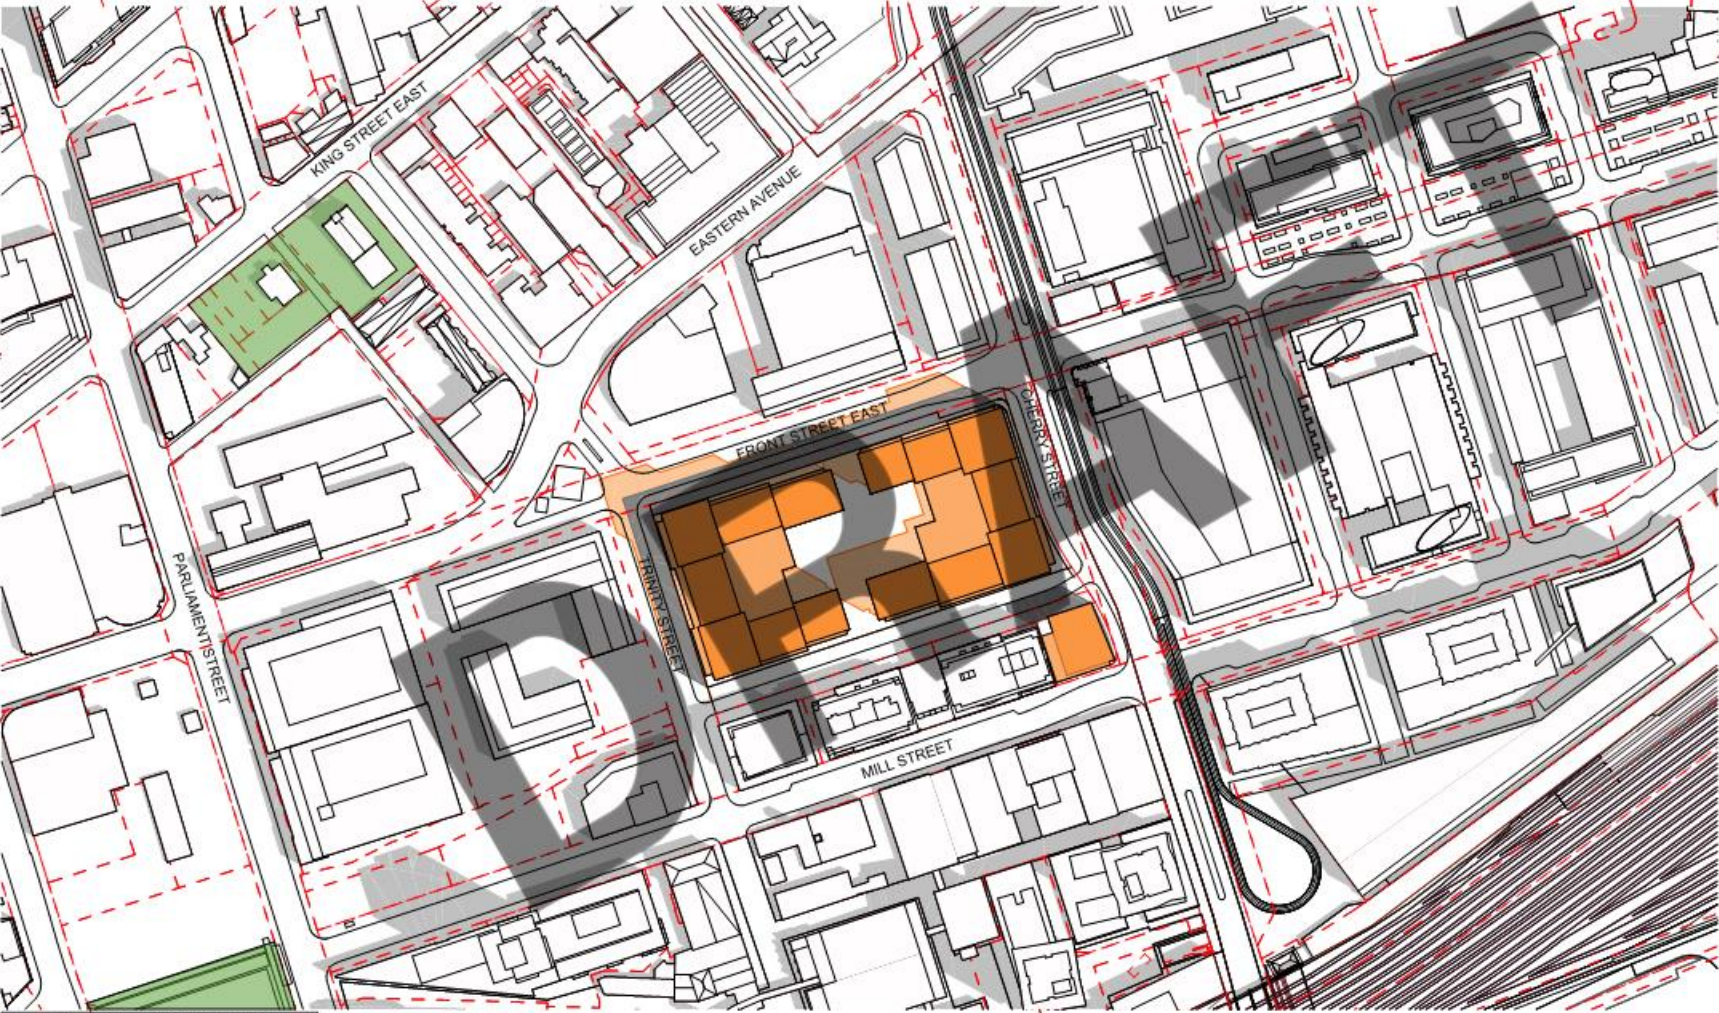 KING STREET EAST
EASTERN AVENUE
FRONT STREET EAST
CHERRY STREET
TRINITY STREET
PARLIAMENT STREET
MILL STREET
DRAFT